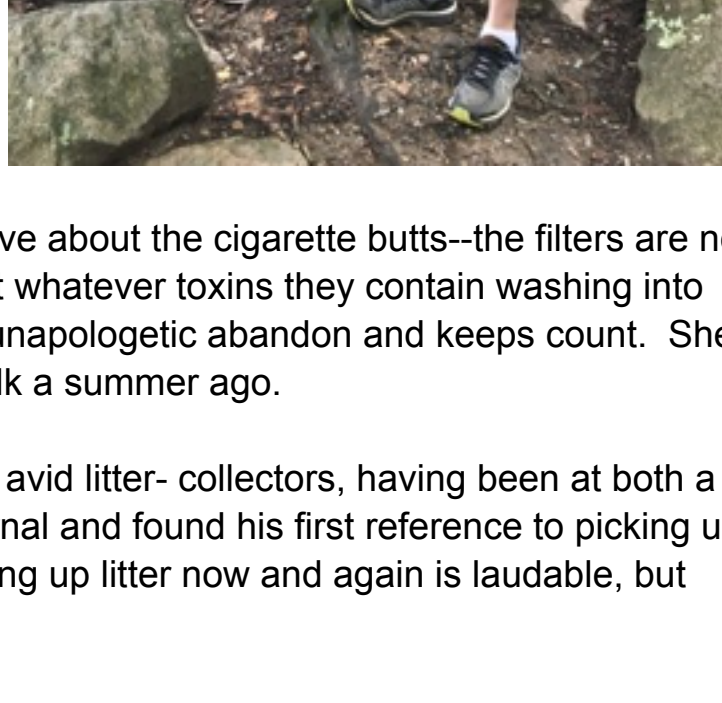 ve about the cigarette butts--the filters are
whatever toxins they contain washing into
unapologetic abandon and keeps count.  She
lk a summer ago.
avid litter- collectors, having been at both a
nal and found his first reference to picking u
ng up litter now and again is laudable, but